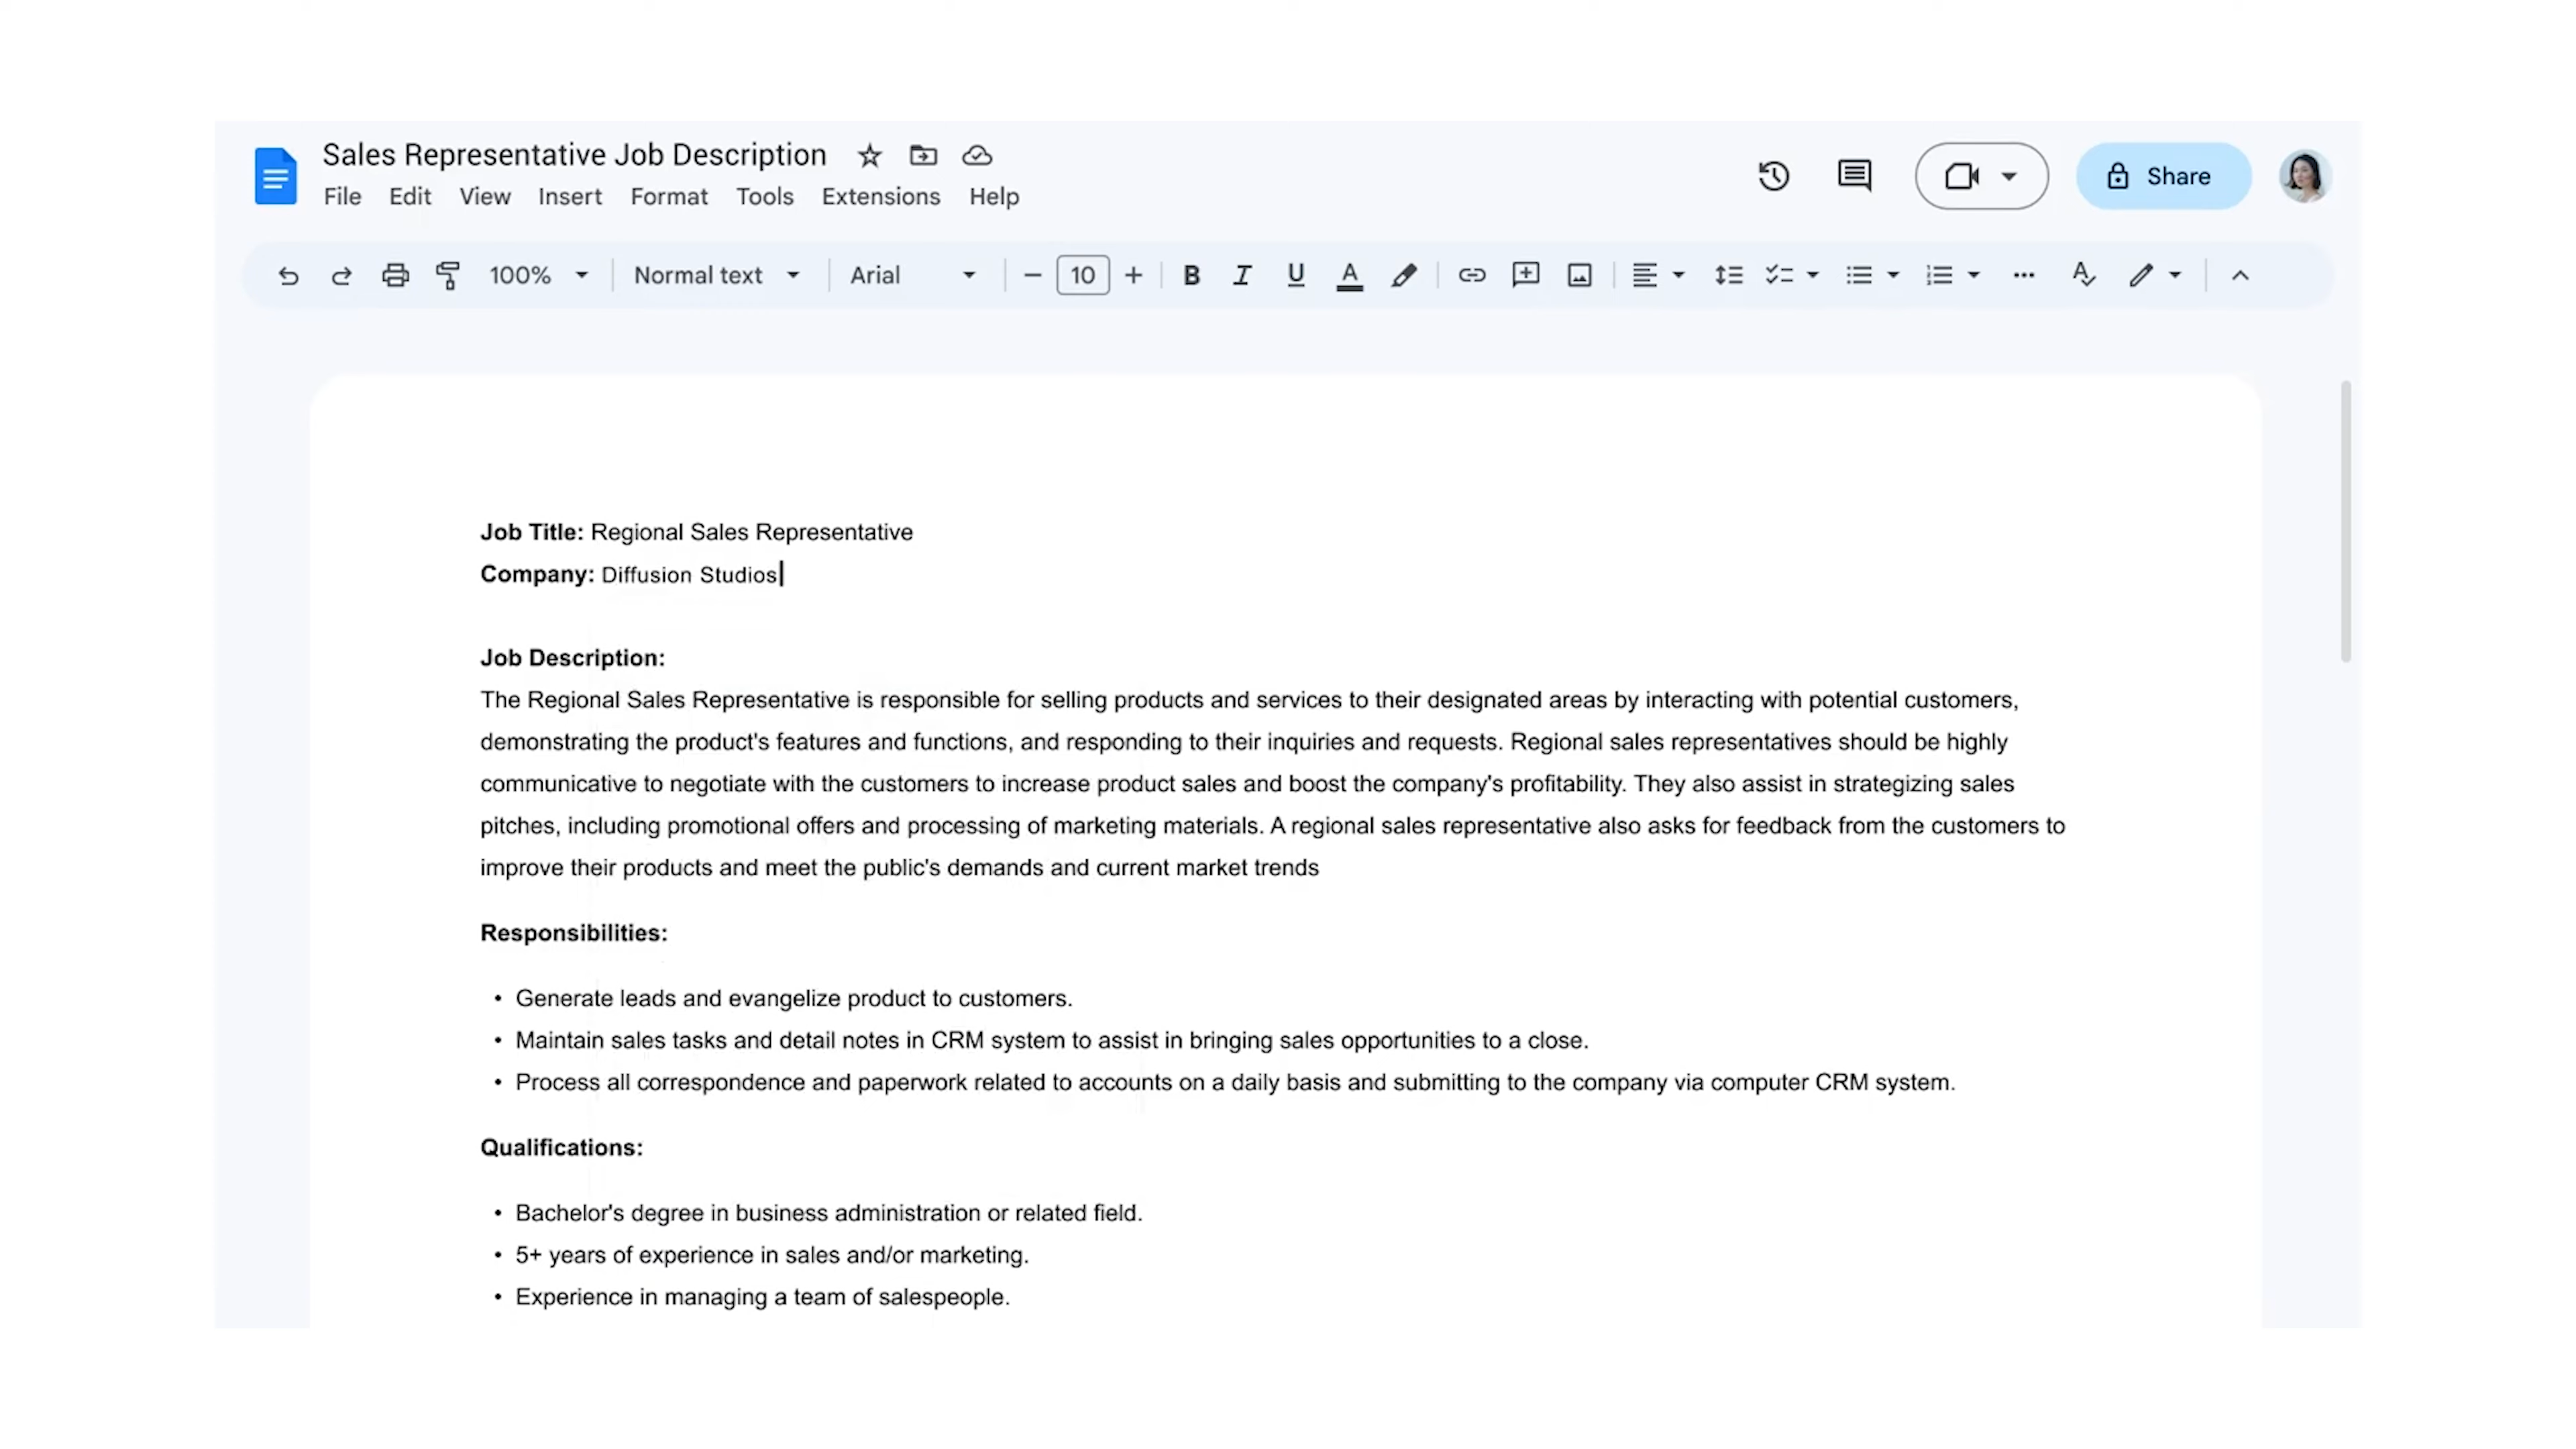 Sales Representative Job Description
File Edit View Insert Format Tools Extensions Help
Share
100% Normal text Arial 10 B I U A
Job Title: Regional Sales Representative
Company: Diffusion Studios
Job Description:
The Regional Sales Representative is responsible for selling products and services to their designated areas by interacting with potential customers,
demonstrating the product's features and functions, and responding to their inquiries and requests. Regional sales representatives should be highly
communicative to negotiate with the customers to increase product sales and boost the company's profitability. They also assist in strategizing sales
pitches, including promotional offers and processing of marketing materials. A regional sales representative also asks for feedback from the customers to
improve their products and meet the public's demands and current market trends
Responsibilities:
• Generate leads and evangelize product to customers.
• Maintain sales tasks and detail notes in CRM system to assist in bringing sales opportunities to a close.
• Process all correspondence and paperwork related to accounts on a daily basis and submitting to the company via computer CRM system.
Qualifications:
• Bachelor's degree in business administration or related field.
• 5+ years of experience in sales and/or marketing.
• Experience in managing a team of salespeople.